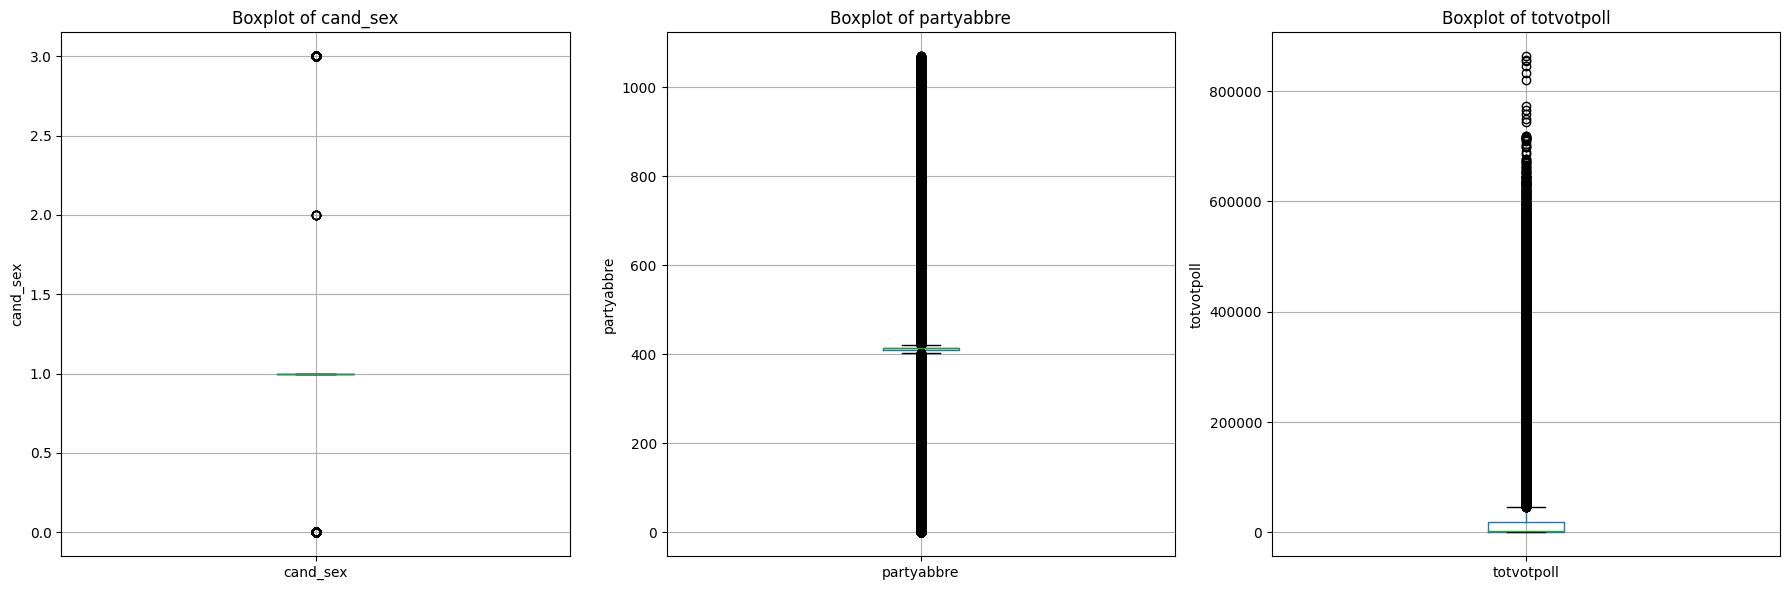 Boxplot of cand_sex
3.0
2.5
2.0
1.5
1.0
0.5
0.0
cand_sex
cand_sex
Boxplot of partyabbre
1000
800
600
400
200
0
partyabbre
partyabbre
Boxplot of totvotpoll
800000
600000
400000
200000
0
totvotpoll
totvotpoll